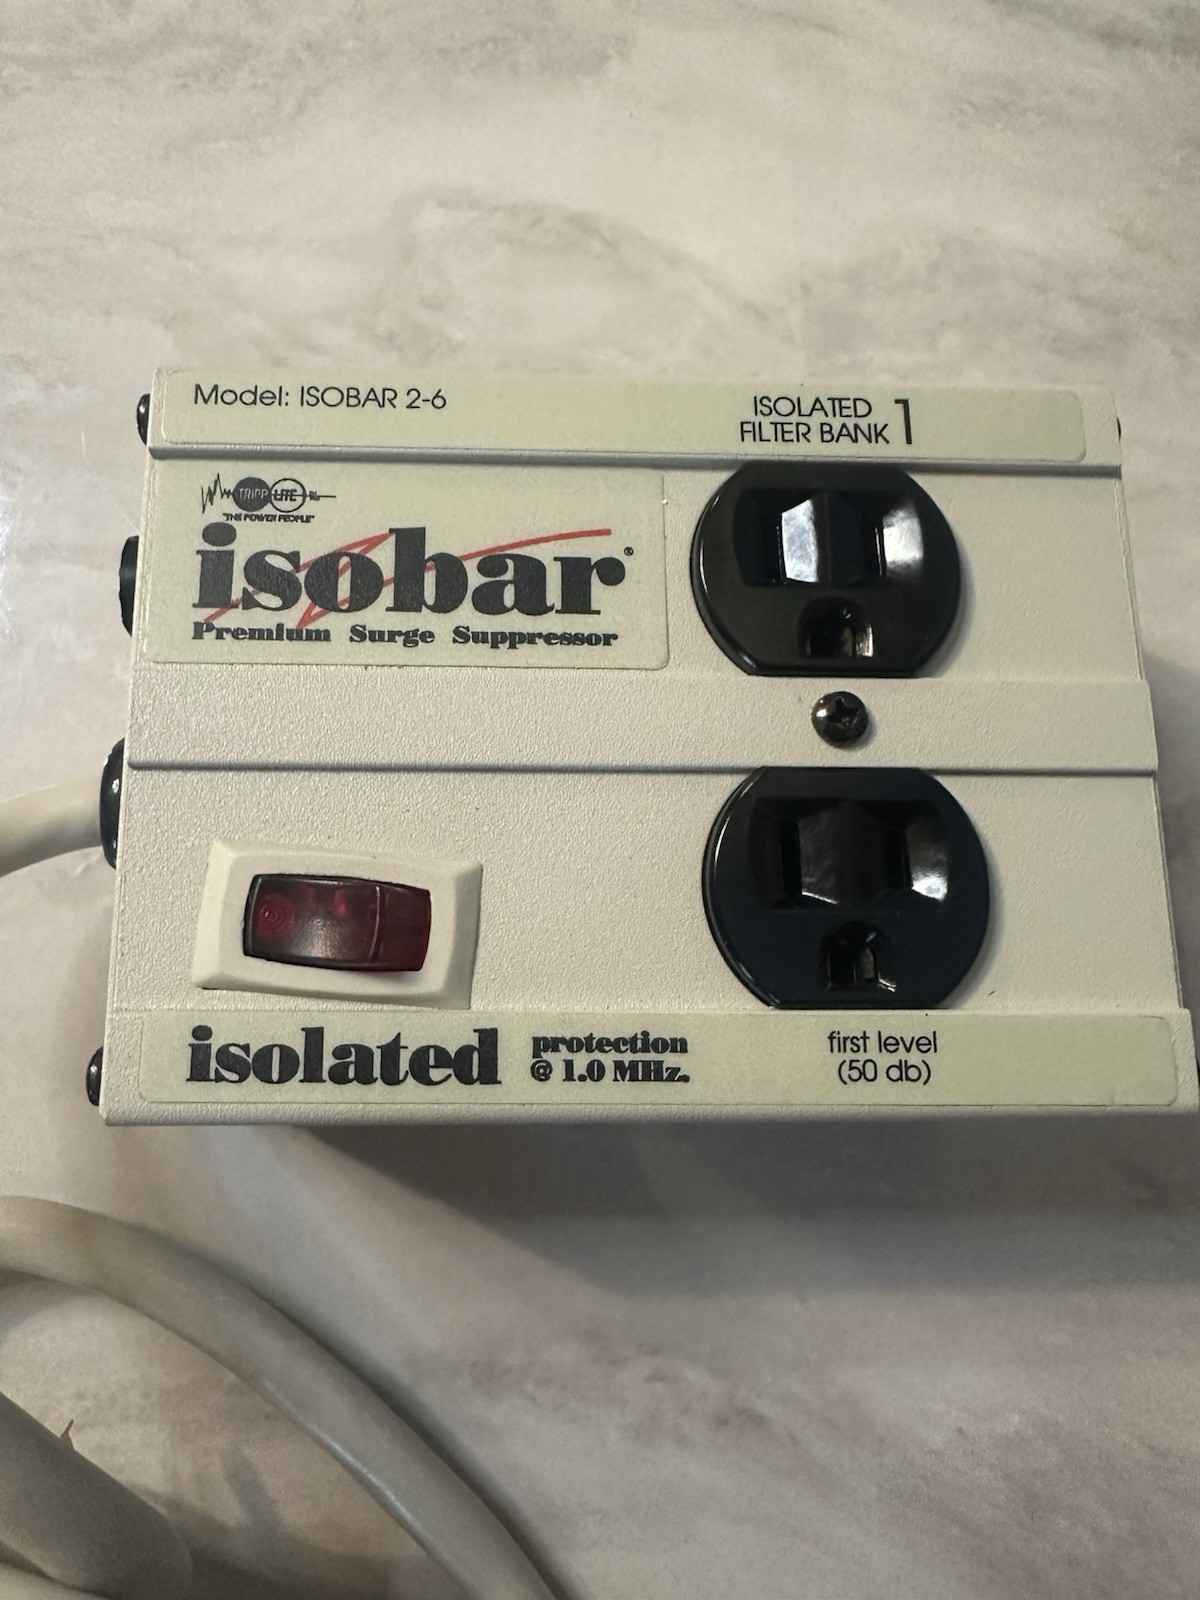 Model: ISOBAR 2-6
ISOLATED
FILTER BANK 1
TRIPP LITE
"THE POWER PEOPLE"
isobar®
Premium Surge Suppressor
isolated protection
@ 1.0 MHz.
first level
(50 db)